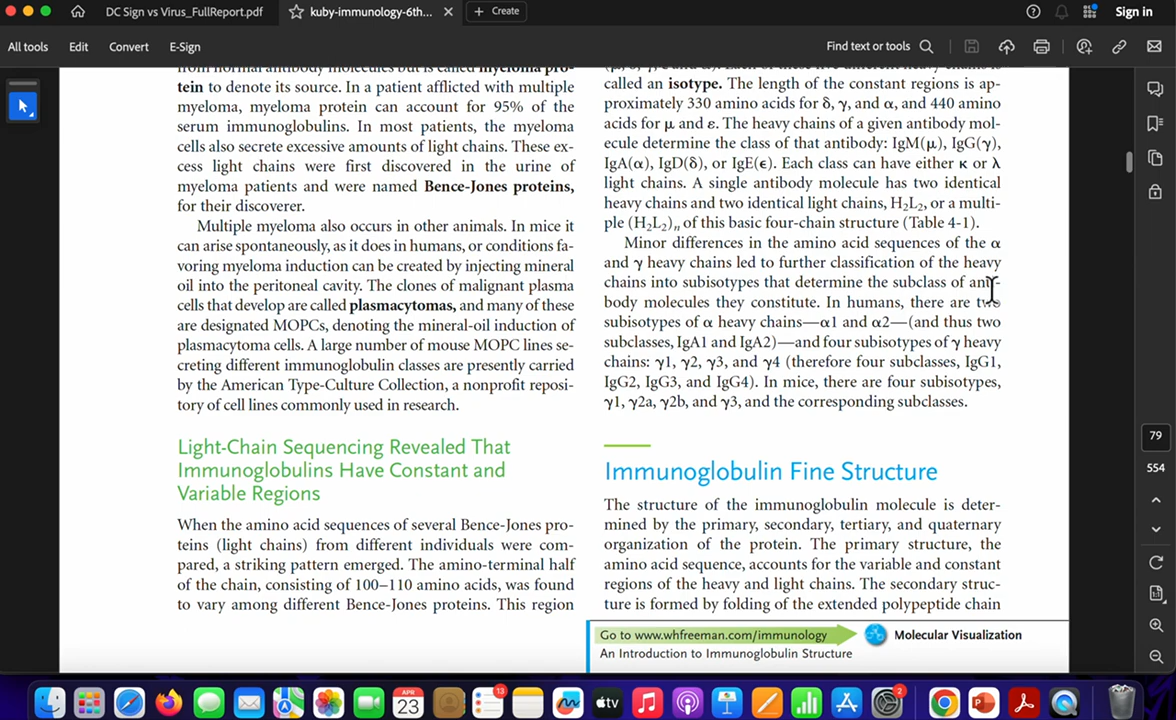 DC Sign vs Virus_FullReport.pdf
kuby-immunology-6th...
Create
Sign in
All tools
Edit
Convert
E-Sign
Find text or tools
from normal antibody molecules but is called myeloma pro-
tein to denote its source. In a patient afflicted with multiple
myeloma, myeloma protein can account for 95% of the
serum immunoglobulins. In most patients, the myeloma
cells also secrete excessive amounts of light chains. These ex-
cess light chains were first discovered in the urine of
myeloma patients and were named Bence-Jones proteins,
for their discoverer.
Multiple myeloma also occurs in other animals. In mice it
can arise spontaneously, as it does in humans, or conditions fa-
voring myeloma induction can be created by injecting mineral
oil into the peritoneal cavity. The clones of malignant plasma
cells that develop are called plasmacytomas, and many of these
are designated MOPCs, denoting the mineral-oil induction of
plasmacytoma cells. A large number of mouse MOPC lines se-
creting different immunoglobulin classes are presently carried
by the American Type-Culture Collection, a nonprofit reposi-
tory of cell lines commonly used in research.
Light-Chain Sequencing Revealed That
Immunoglobulins Have Constant and
Variable Regions
When the amino acid sequences of several Bence-Jones pro-
teins (light chains) from different individuals were com-
pared, a striking pattern emerged. The amino-terminal half
of the chain, consisting of 100–110 amino acids, was found
to vary among different Bence-Jones proteins. This region
called an isotype. The length of the constant regions is ap-
proximately 330 amino acids for δ, γ, and α, and 440 amino
acids for μ and ε. The heavy chains of a given antibody mol-
ecule determine the class of that antibody: IgM(μ), IgG(γ),
IgA(α), IgD(δ), or IgE(ϵ). Each class can have either κ or λ
light chains. A single antibody molecule has two identical
heavy chains and two identical light chains, H₂L₂, or a multi-
ple (H₂L₂)ₙ of this basic four-chain structure (Table 4-1).
Minor differences in the amino acid sequences of the α
and γ heavy chains led to further classification of the heavy
chains into subisotypes that determine the subclass of anti-
body molecules they constitute. In humans, there are two
subisotypes of α heavy chains—α1 and α2—(and thus two
subclasses, IgA1 and IgA2)—and four subisotypes of γ heavy
chains: γ1, γ2, γ3, and γ4 (therefore four subclasses, IgG1,
IgG2, IgG3, and IgG4). In mice, there are four subisotypes,
γ1, γ2a, γ2b, and γ3, and the corresponding subclasses.
Immunoglobulin Fine Structure
The structure of the immunoglobulin molecule is deter-
mined by the primary, secondary, tertiary, and quaternary
organization of the protein. The primary structure, the
amino acid sequence, accounts for the variable and constant
regions of the heavy and light chains. The secondary struc-
ture is formed by folding of the extended polypeptide chain
Go to www.whfreeman.com/immunology
Molecular Visualization
An Introduction to Immunoglobulin Structure
79
554
APR
23
13
tv
2